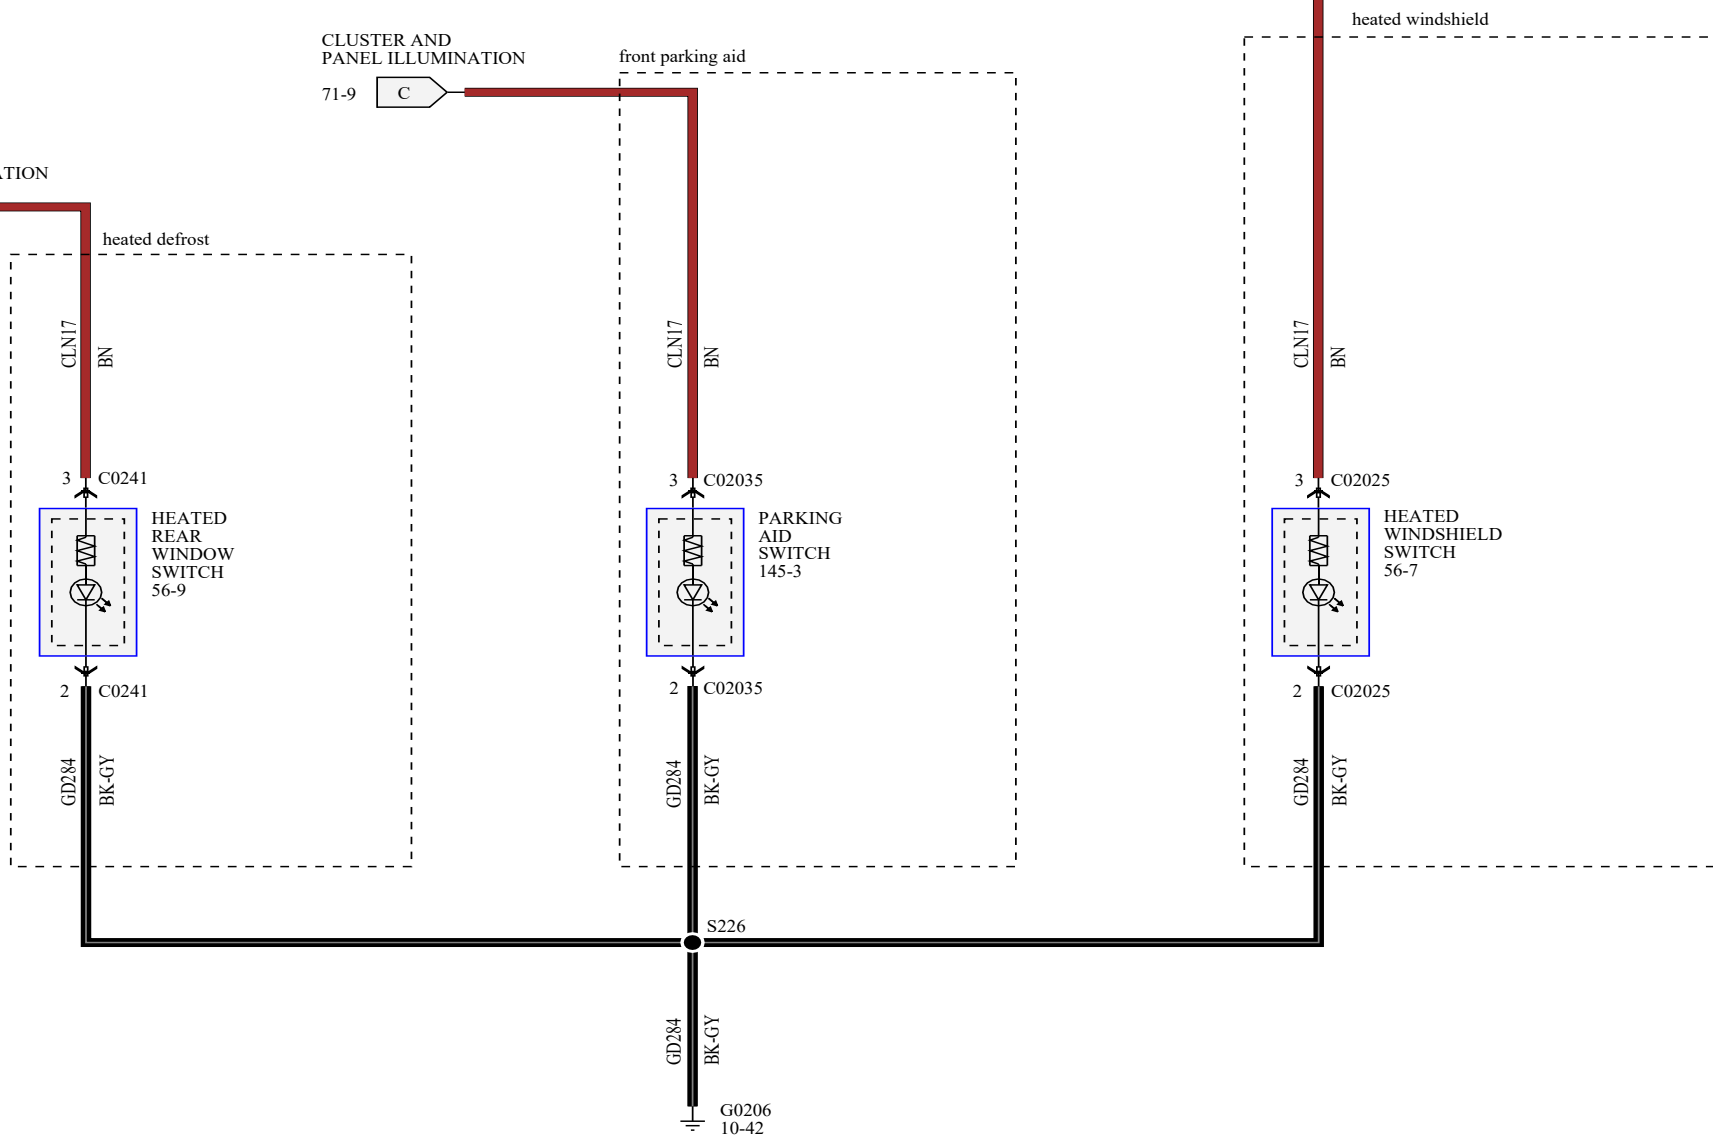 heated windshield
CLUSTER AND
PANEL ILLUMINATION
front parking aid
71-9
C
ATION
heated defrost
CLN17
BN
CLN17
BN
CLN17
BN
3 C0241
3 C02035
3 C02025
HEATED
REAR
WINDOW
SWITCH
56-9
PARKING
AID
SWITCH
145-3
HEATED
WINDSHIELD
SWITCH
56-7
2 C0241
2 C02035
2 C02025
GD284
BK-GY
GD284
BK-GY
GD284
BK-GY
S226
GD284
BK-GY
G0206
10-42